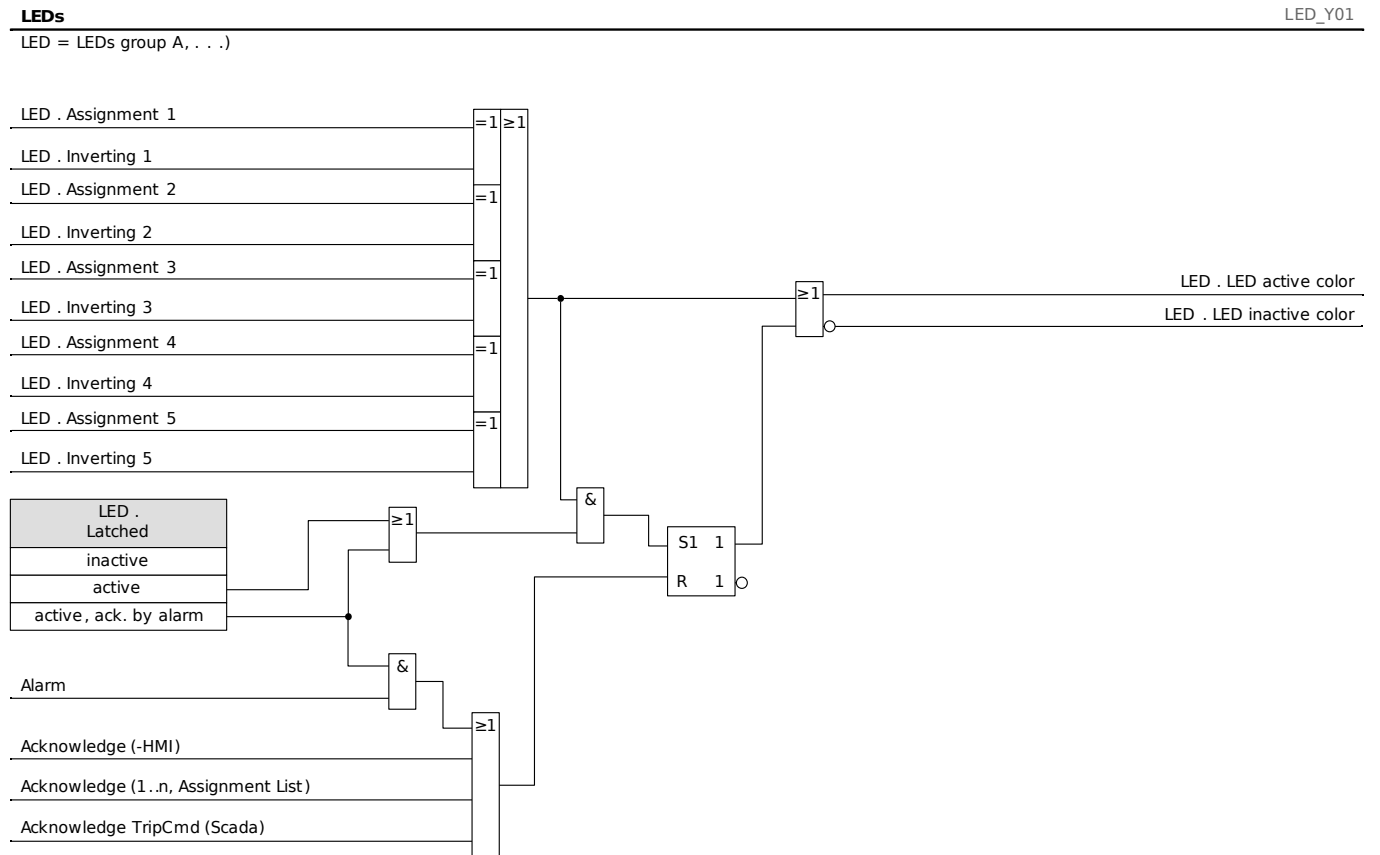 LEDs
LED_Y01
LED = LEDs group A, . . .)
LED . Assignment 1
=1
≥1
LED . Inverting 1
LED . Assignment 2
=1
LED . Inverting 2
LED . Assignment 3
=1
LED . Inverting 3
LED . LED active color
≥1
LED . LED inactive color
LED . Assignment 4
=1
LED . Inverting 4
LED . Assignment 5
=1
LED . Inverting 5
LED .
Latched
inactive
active
active, ack. by alarm
≥1
&
S1 1
R 1
&
Alarm
≥1
Acknowledge (-HMI)
Acknowledge (1..n, Assignment List)
Acknowledge TripCmd (Scada)